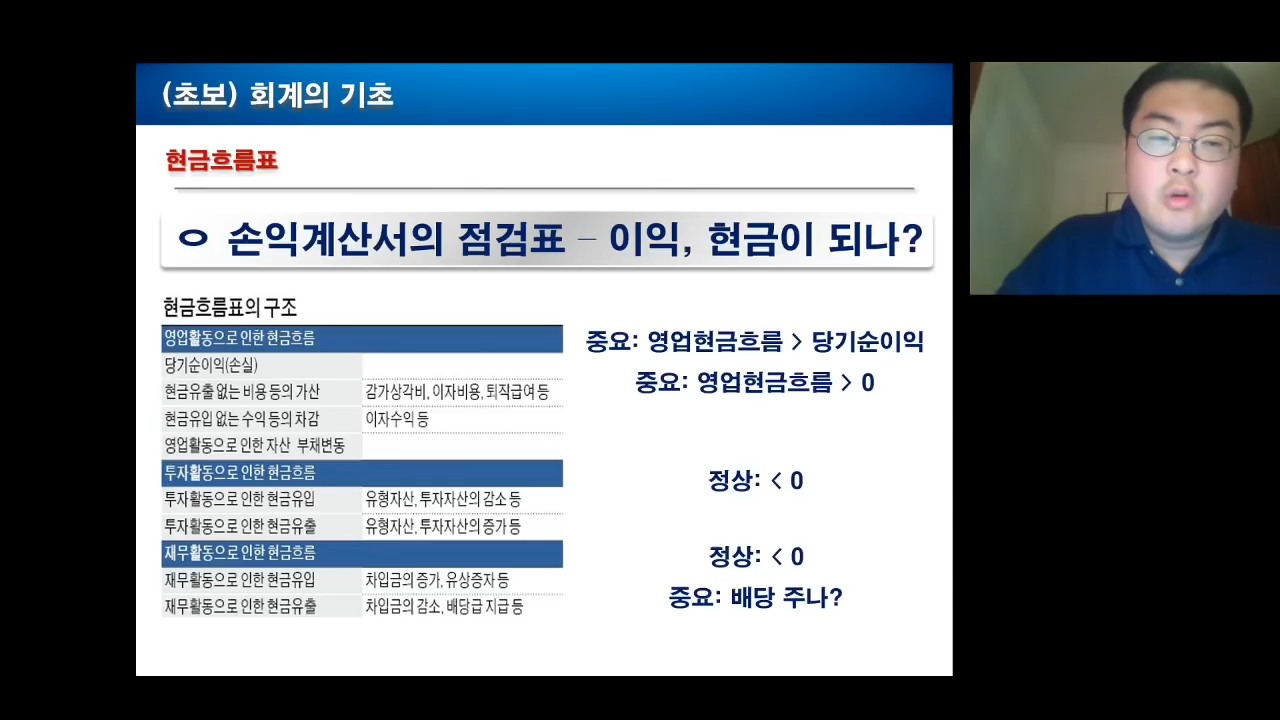 (초보) 회계의 기초
현금흐름표
ㅇ 손익계산서의 점검표 – 이익, 현금이 되나?
현금흐름표의 구조
영업활동으로 인한 현금흐름
당기순이익(손실)
현금유출 없는 비용 등의 가산 감가상각비, 이자비용, 퇴직급여 등
현금유입 없는 수익 등의 차감 이자수익 등
영업활동으로 인한 자산 부채변동
투자활동으로 인한 현금흐름
투자활동으로 인한 현금유입 유형자산, 투자자산의 감소 등
투자활동으로 인한 현금유출 유형자산, 투자자산의 증가 등
재무활동으로 인한 현금흐름
재무활동으로 인한 현금유입 차입금의 증가, 유상증자 등
재무활동으로 인한 현금유출 차입금의 감소, 배당급 지급 등
중요: 영업현금흐름 > 당기순이익
중요: 영업현금흐름 > 0
정상: < 0
정상: < 0
중요: 배당 주나?